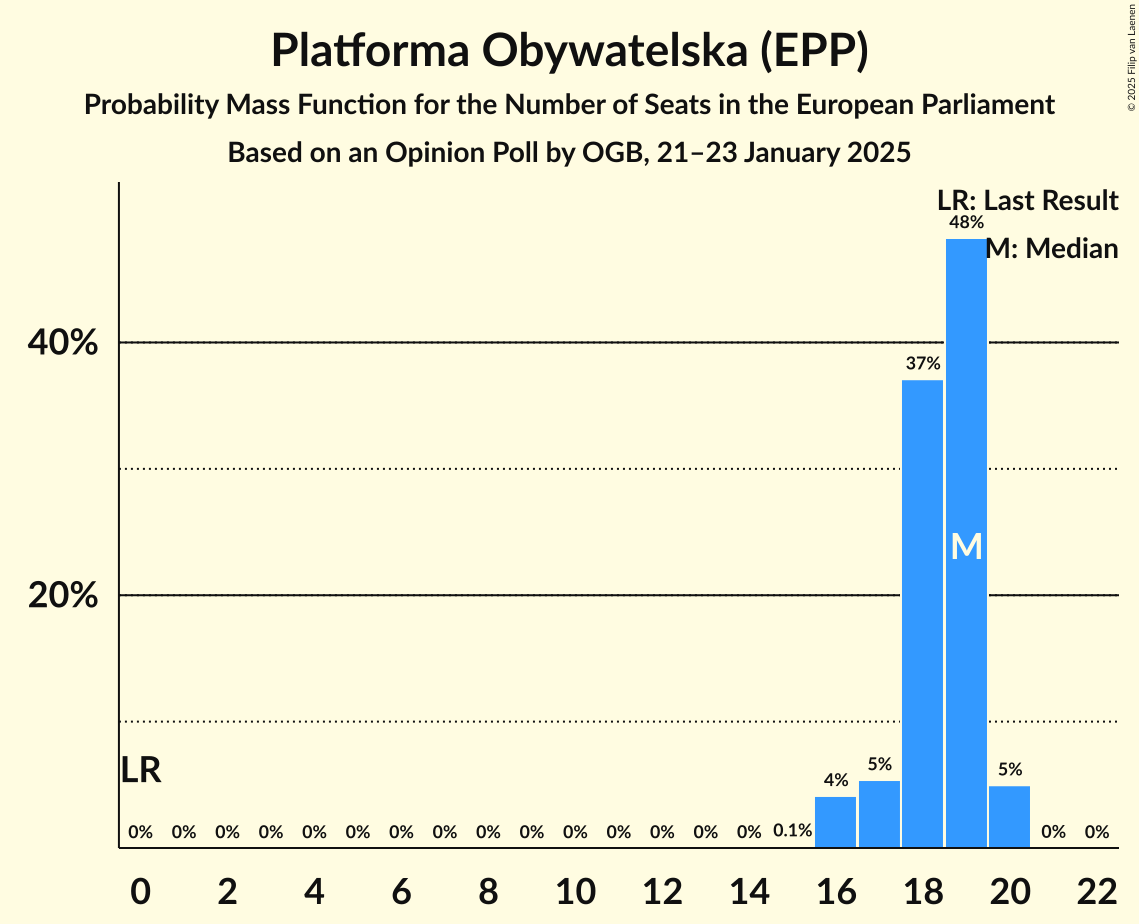 Platforma Obywatelska (EPP)
Probability Mass Function for the Number of Seats in the European Parliament
Based on an Opinion Poll by OGB, 21–23 January 2025
© 2025 Filip van Laenen
LR: Last Result
M: Median
40%
20%
LR
0% 0% 0% 0% 0% 0% 0% 0% 0% 0% 0% 0% 0% 0% 0% 0.1% 4% 5% 37% 48% 5% 0% 0%
M
0 2 4 6 8 10 12 14 16 18 20 22